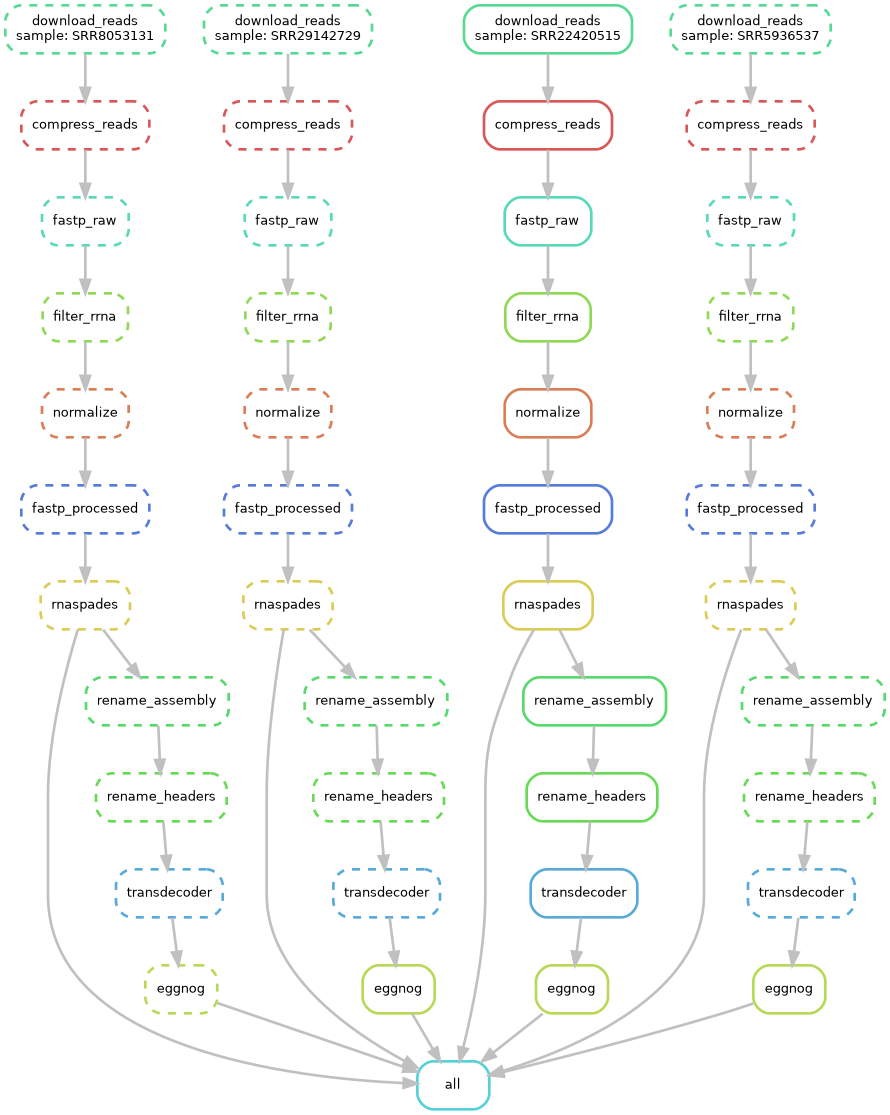 download_reads
sample: SRR8053131
download_reads
sample: SRR29142729
download_reads
sample: SRR22420515
download_reads
sample: SRR5936537
compress_reads
compress_reads
compress_reads
compress_reads
fastp_raw
fastp_raw
fastp_raw
fastp_raw
filter_rrna
filter_rrna
filter_rrna
filter_rrna
normalize
normalize
normalize
normalize
fastp_processed
fastp_processed
fastp_processed
fastp_processed
rnaspades
rnaspades
rnaspades
rnaspades
rename_assembly
rename_assembly
rename_assembly
rename_assembly
rename_headers
rename_headers
rename_headers
rename_headers
transdecoder
transdecoder
transdecoder
transdecoder
eggnog
eggnog
eggnog
eggnog
all